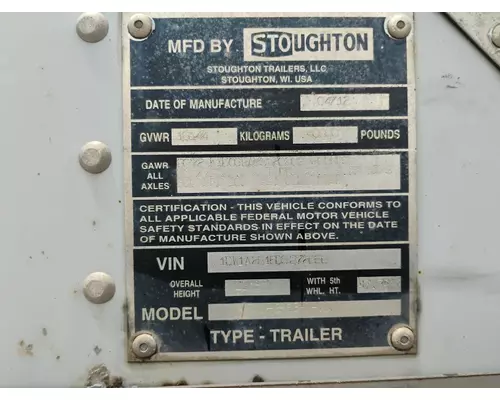 MFD BY STOUGHTON
STOUGHTON TRAILERS, LLC
STOUGHTON, WI. USA
DATE OF MANUFACTURE 04/12
GVWR KILOGRAMS POUNDS
GAWR
ALL
AXLES
CERTIFICATION - THIS VEHICLE CONFORMS TO
ALL APPLICABLE FEDERAL MOTOR VEHICLE
SAFETY STANDARDS IN EFFECT ON THE DATE
OF MANUFACTURE SHOWN ABOVE.
VIN
OVERALL HEIGHT WITH 5th WHL. HT.
MODEL
TYPE - TRAILER